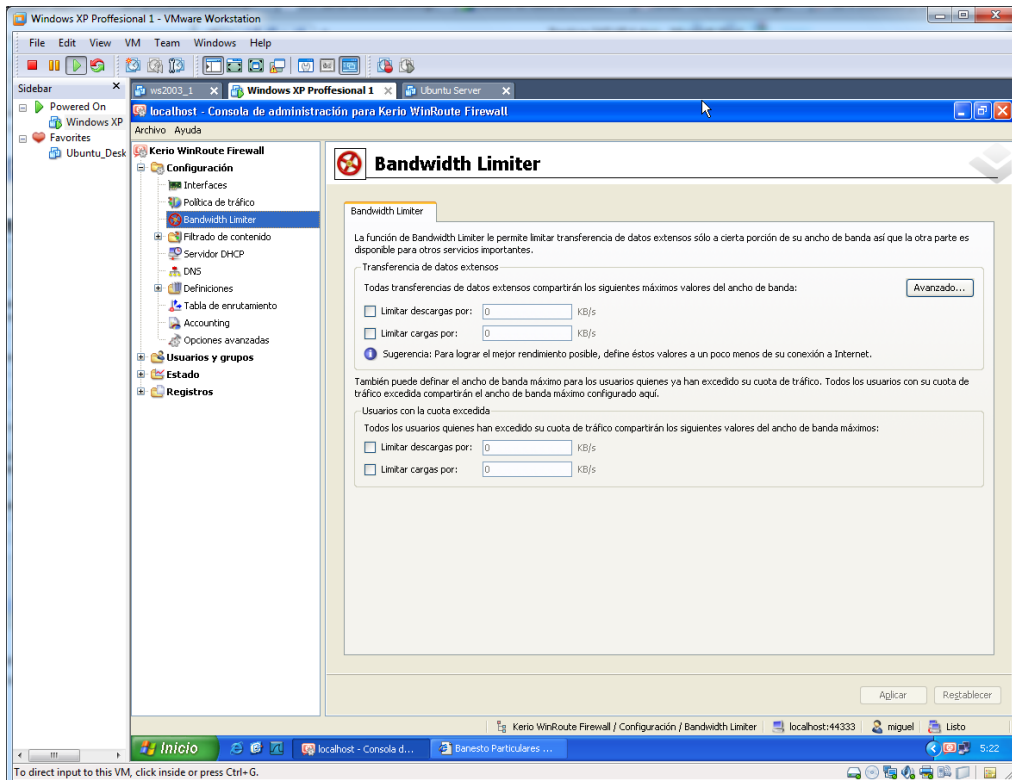 Windows XP Proffesional 1 - VMware Workstation
File Edit View VM Team Windows Help
Sidebar
Powered On
Windows XP
Favorites
Ubuntu_Desk
ws2003_1 Windows XP Proffesional 1 Ubuntu Server
localhost - Consola de administración para Kerio WinRoute Firewall
Archivo Ayuda
Kerio WinRoute Firewall
Configuración
Interfaces
Política de tráfico
Bandwidth Limiter
Filtrado de contenido
Servidor DHCP
DNS
Definiciones
Tabla de enrutamiento
Accounting
Opciones avanzadas
Usuarios y grupos
Estado
Registros
Bandwidth Limiter
Bandwidth Limiter
La función de Bandwidth Limiter le permite limitar transferencia de datos extensos sólo a cierta porción de su ancho de banda así que la otra parte es
disponible para otros servicios importantes.
Transferencia de datos extensos
Todas transferencias de datos extensos compartirán los siguientes máximos valores del ancho de banda:
Avanzado...
Limitar descargas por: 0 KB/s
Limitar cargas por: 0 KB/s
Sugerencia: Para lograr el mejor rendimiento posible, define éstos valores a un poco menos de su conexión a Internet.
También puede definar el ancho de banda máximo para los usuarios quienes ya han excedido su cuota de tráfico. Todos los usuarios con su cuota de
tráfico excedida compartirán el ancho de banda máximo configurado aquí.
Usuarios con la cuota excedida
Todos los usuarios quienes han excedido su cuota de tráfico compartirán los siguientes valores del ancho de banda máximos:
Limitar descargas por: 0 KB/s
Limitar cargas por: 0 KB/s
Aplicar Restablecer
Kerio WinRoute Firewall / Configuración / Bandwidth Limiter localhost:44333 miguel Listo
Inicio localhost - Consola d... Banesto Particulares ... 5:22
To direct input to this VM, click inside or press Ctrl+G.